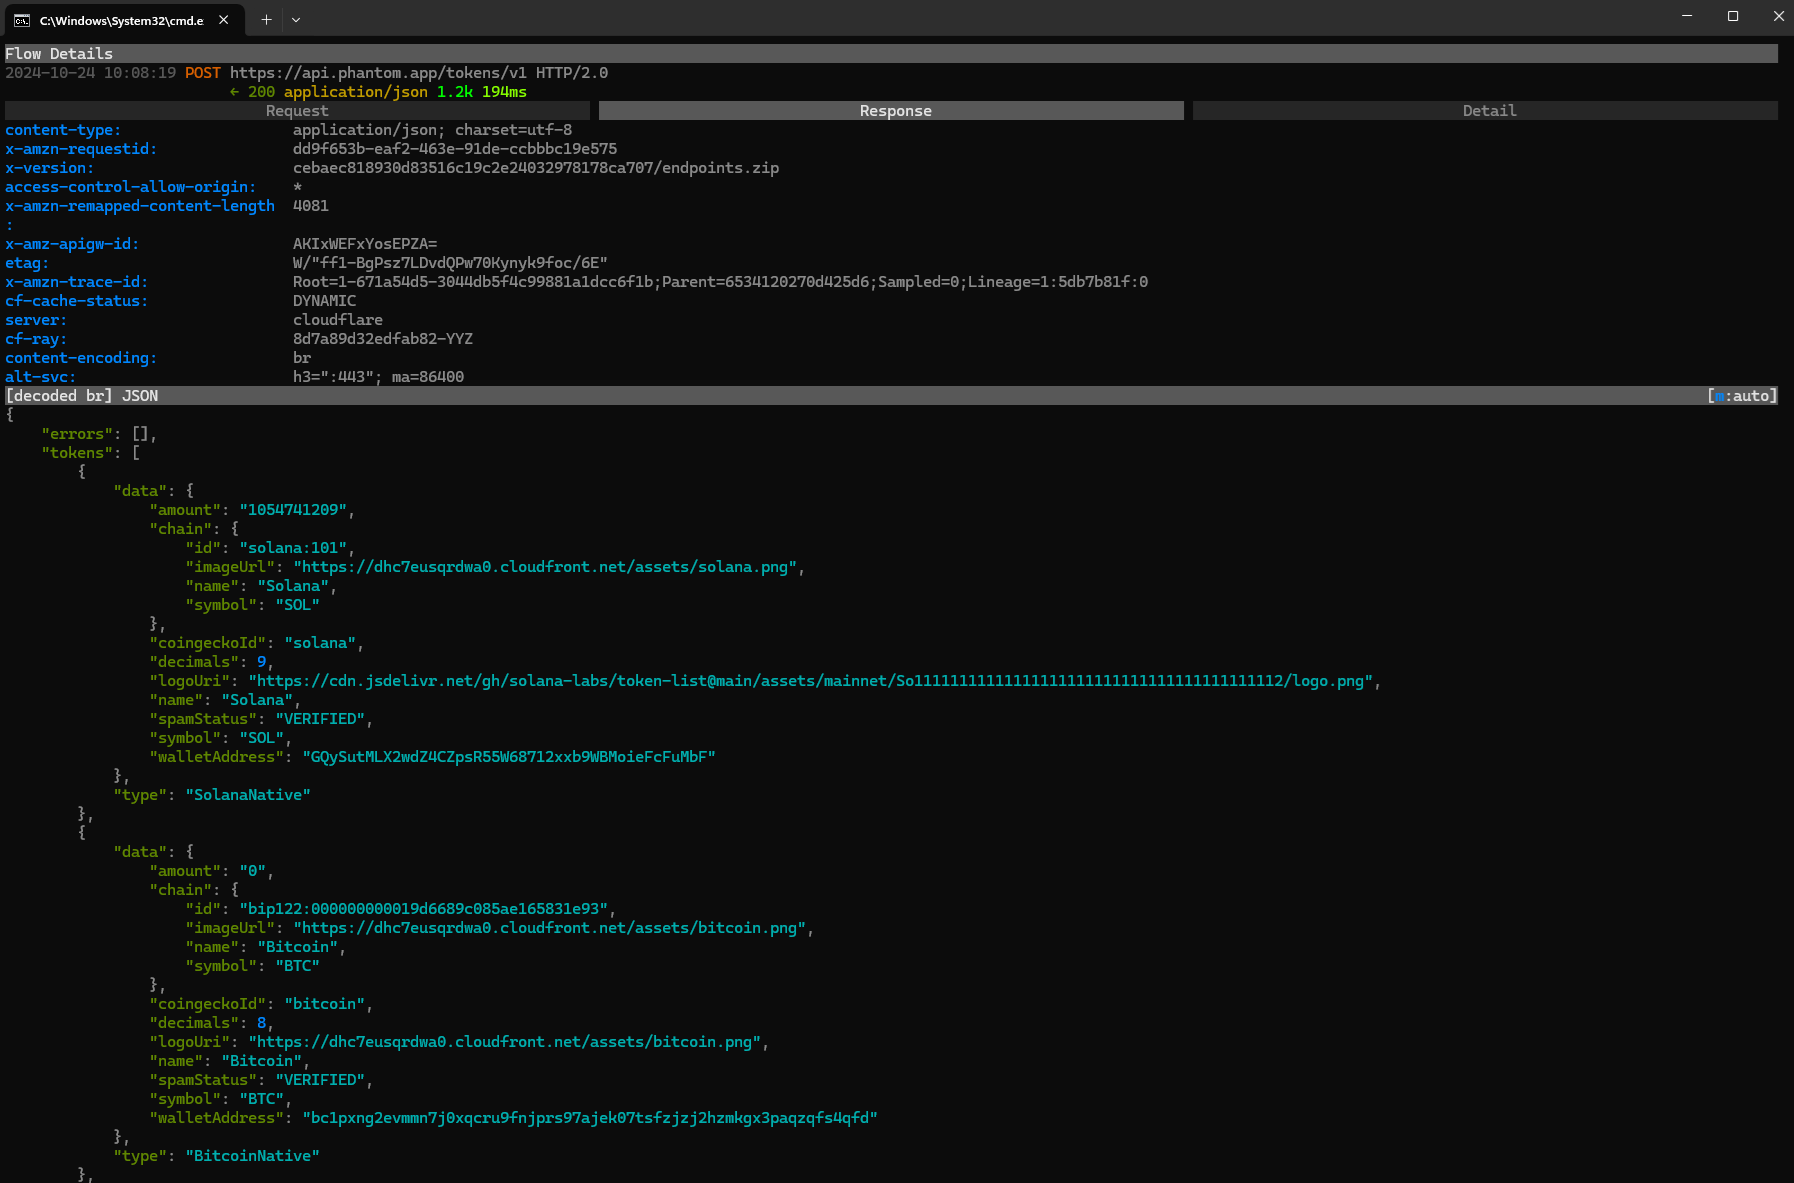 C:\Windows\System32\cmd.e
Flow Details
2024-10-24 10:08:19 POST https://api.phantom.app/tokens/v1 HTTP/2.0
← 200 application/json 1.2k 194ms
Request Response Detail
content-type: application/json; charset=utf-8
x-amzn-requestid: dd9f653b-eaf2-463e-91de-ccbbbc19e575
x-version: cebaec818930d83516c19c2e24032978178ca707/endpoints.zip
access-control-allow-origin: *
x-amzn-remapped-content-length 4081
:
x-amz-apigw-id: AKIxWEFxYosEPZA=
etag: W/"ff1-BgPsz7LDvdQPw70Kynyk9foc/6E"
x-amzn-trace-id: Root=1-671a54d5-3044db5f4c99881a1dcc6f1b;Parent=6534120270d425d6;Sampled=0;Lineage=1:5db7b81f:0
cf-cache-status: DYNAMIC
server: cloudflare
cf-ray: 8d7a89d32edfab82-YYZ
content-encoding: br
alt-svc: h3=":443"; ma=86400
[decoded br] JSON [m:auto]
{
"errors": [],
"tokens": [
{
"data": {
"amount": "1054741209",
"chain": {
"id": "solana:101",
"imageUrl": "https://dhc7eusqrdwa0.cloudfront.net/assets/solana.png",
"name": "Solana",
"symbol": "SOL"
},
"coingeckoId": "solana",
"decimals": 9,
"logoUri": "https://cdn.jsdelivr.net/gh/solana-labs/token-list@main/assets/mainnet/So11111111111111111111111111111111111111112/logo.png",
"name": "Solana",
"spamStatus": "VERIFIED",
"symbol": "SOL",
"walletAddress": "GQySutMLX2wdZ4CZpsR55W68712xxb9WBMoieFcFuMbF"
},
"type": "SolanaNative"
},
{
"data": {
"amount": "0",
"chain": {
"id": "bip122:000000000019d6689c085ae165831e93",
"imageUrl": "https://dhc7eusqrdwa0.cloudfront.net/assets/bitcoin.png",
"name": "Bitcoin",
"symbol": "BTC"
},
"coingeckoId": "bitcoin",
"decimals": 8,
"logoUri": "https://dhc7eusqrdwa0.cloudfront.net/assets/bitcoin.png",
"name": "Bitcoin",
"spamStatus": "VERIFIED",
"symbol": "BTC",
"walletAddress": "bc1pxng2evmmn7j0xqcru9fnjprs97ajek07tsfzjzj2hzmkgx3paqzqfs4qfd"
},
"type": "BitcoinNative"
},